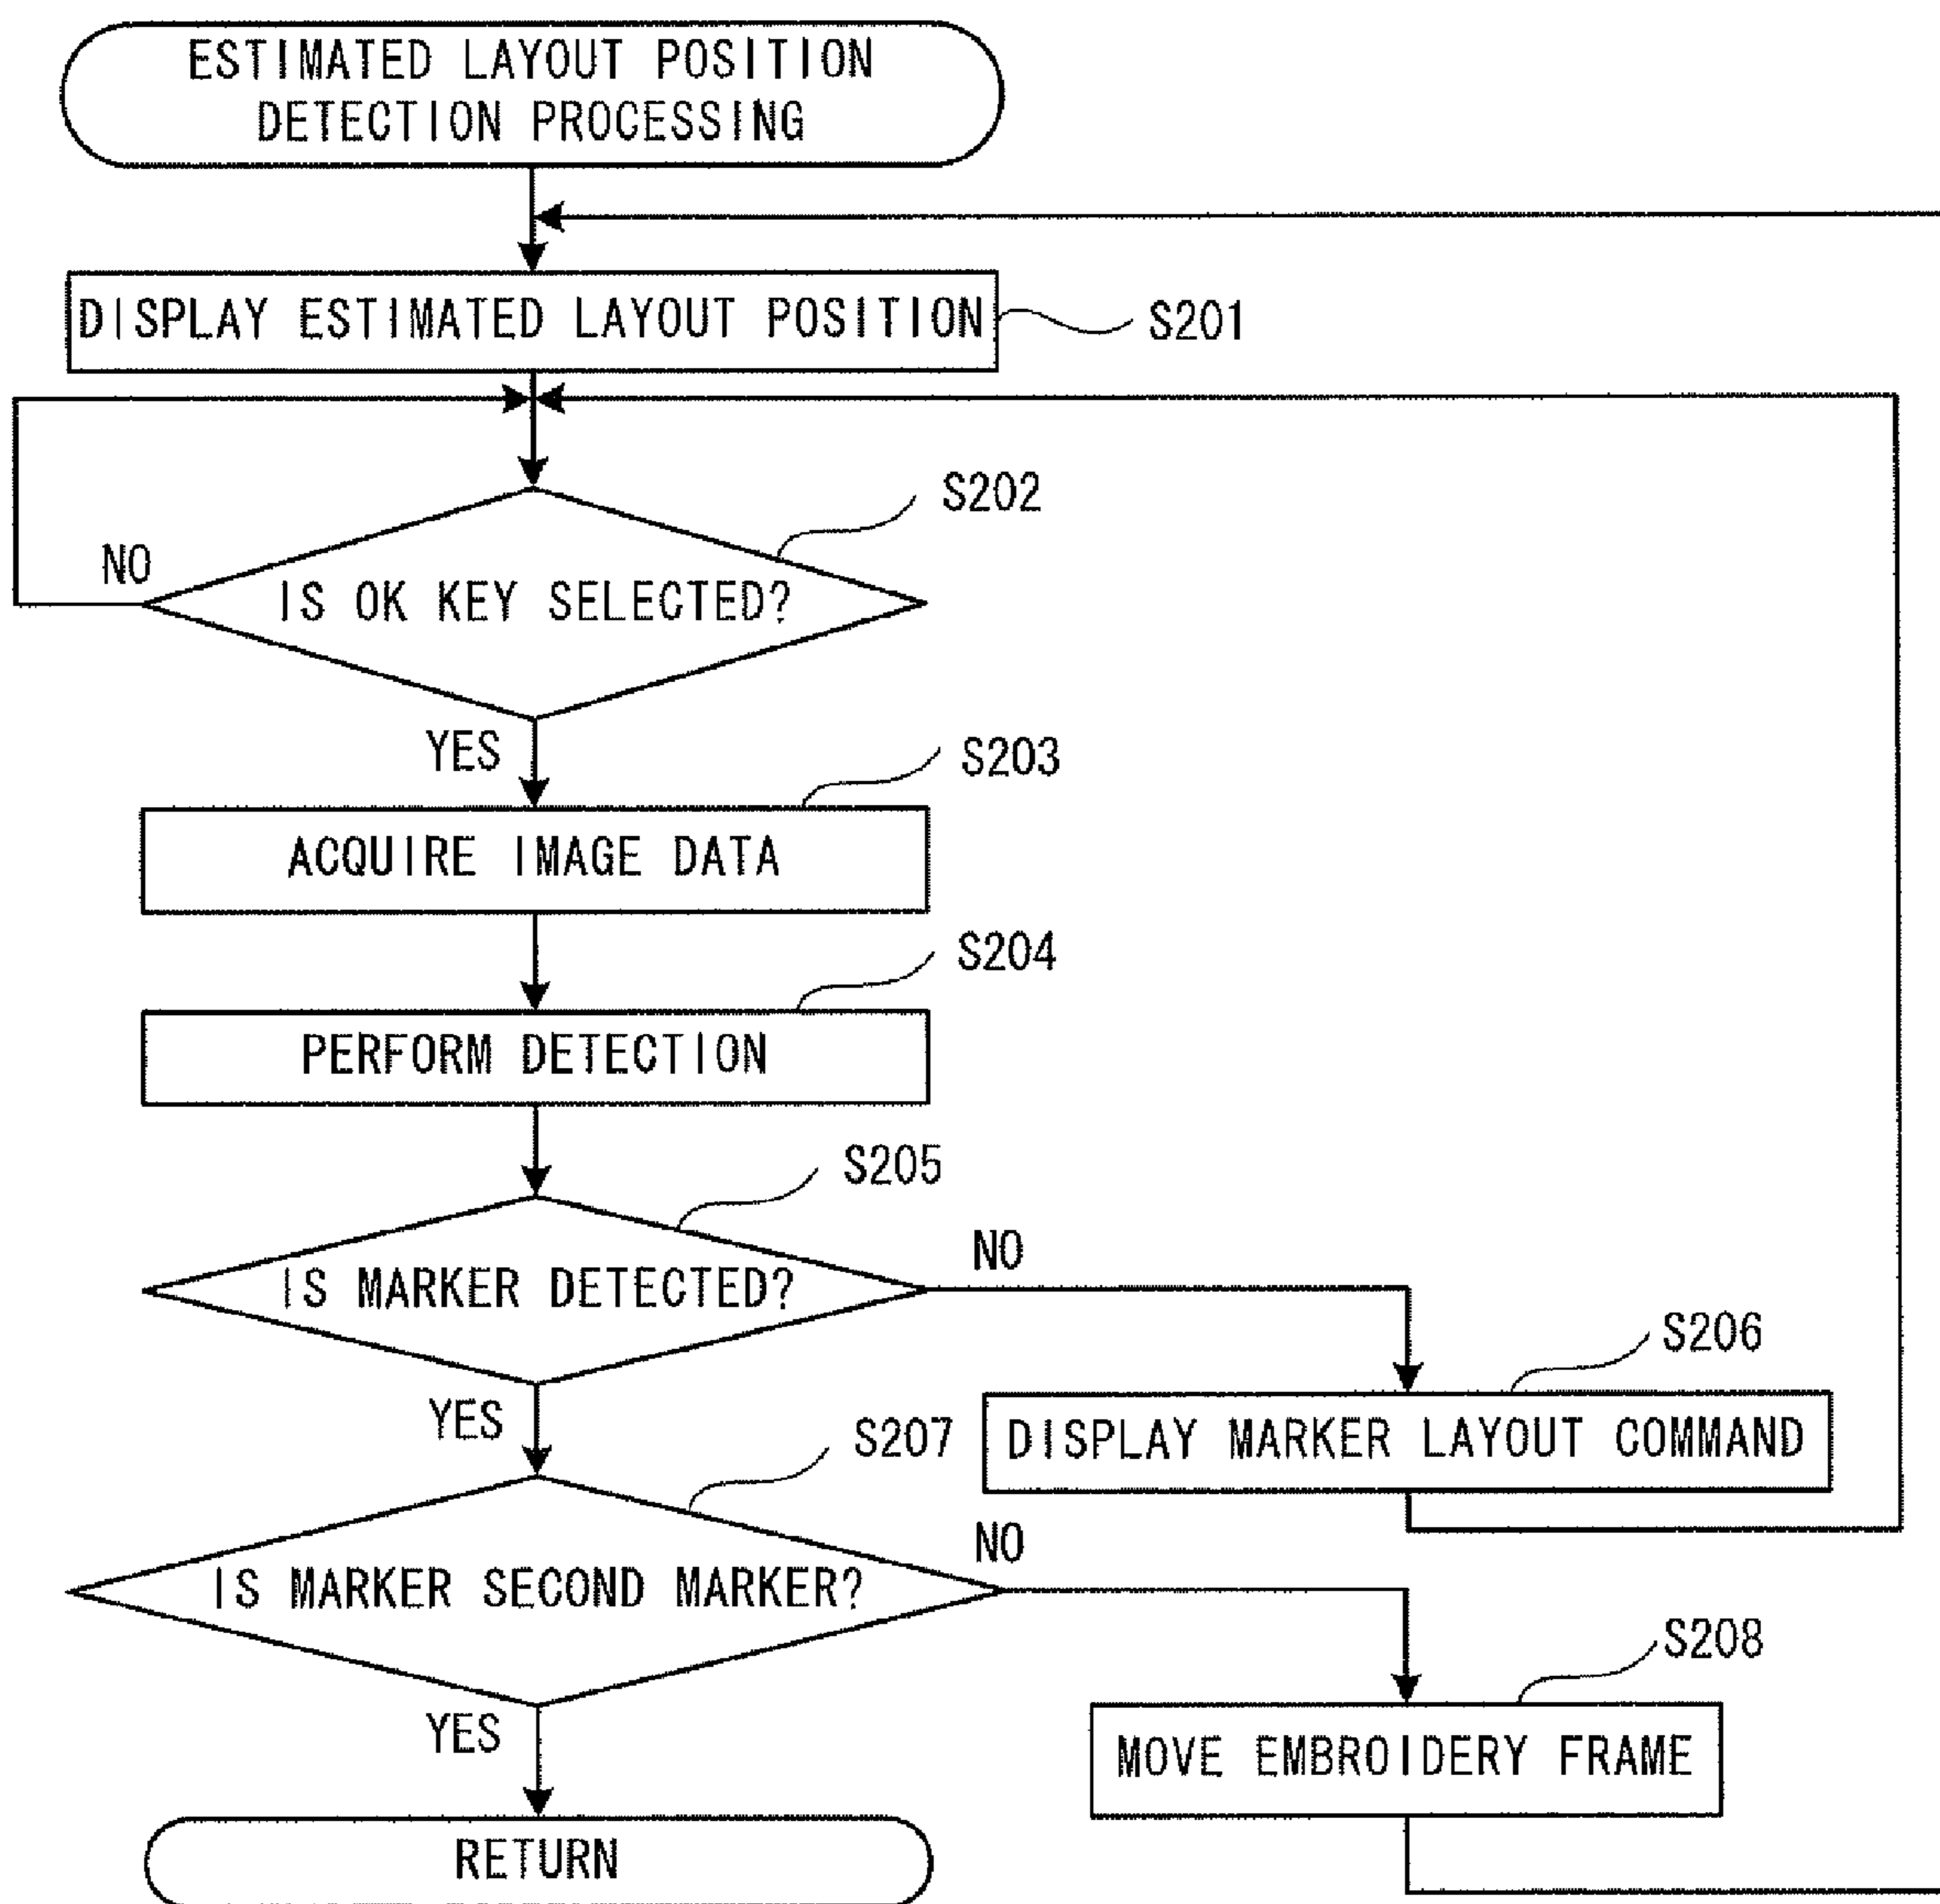 ESTIMATED LAYOUT POSITION
DETECTION PROCESSING
DISPLAY ESTIMATED LAYOUT POSITION
S201
S202
NO
IS OK KEY SELECTED?
YES
S203
ACQUIRE IMAGE DATA
S204
PERFORM DETECTION
S205
NO
IS MARKER DETECTED?
S206
YES
DISPLAY MARKER LAYOUT COMMAND
S207
NO
IS MARKER SECOND MARKER?
S208
YES
MOVE EMBROIDERY FRAME
RETURN